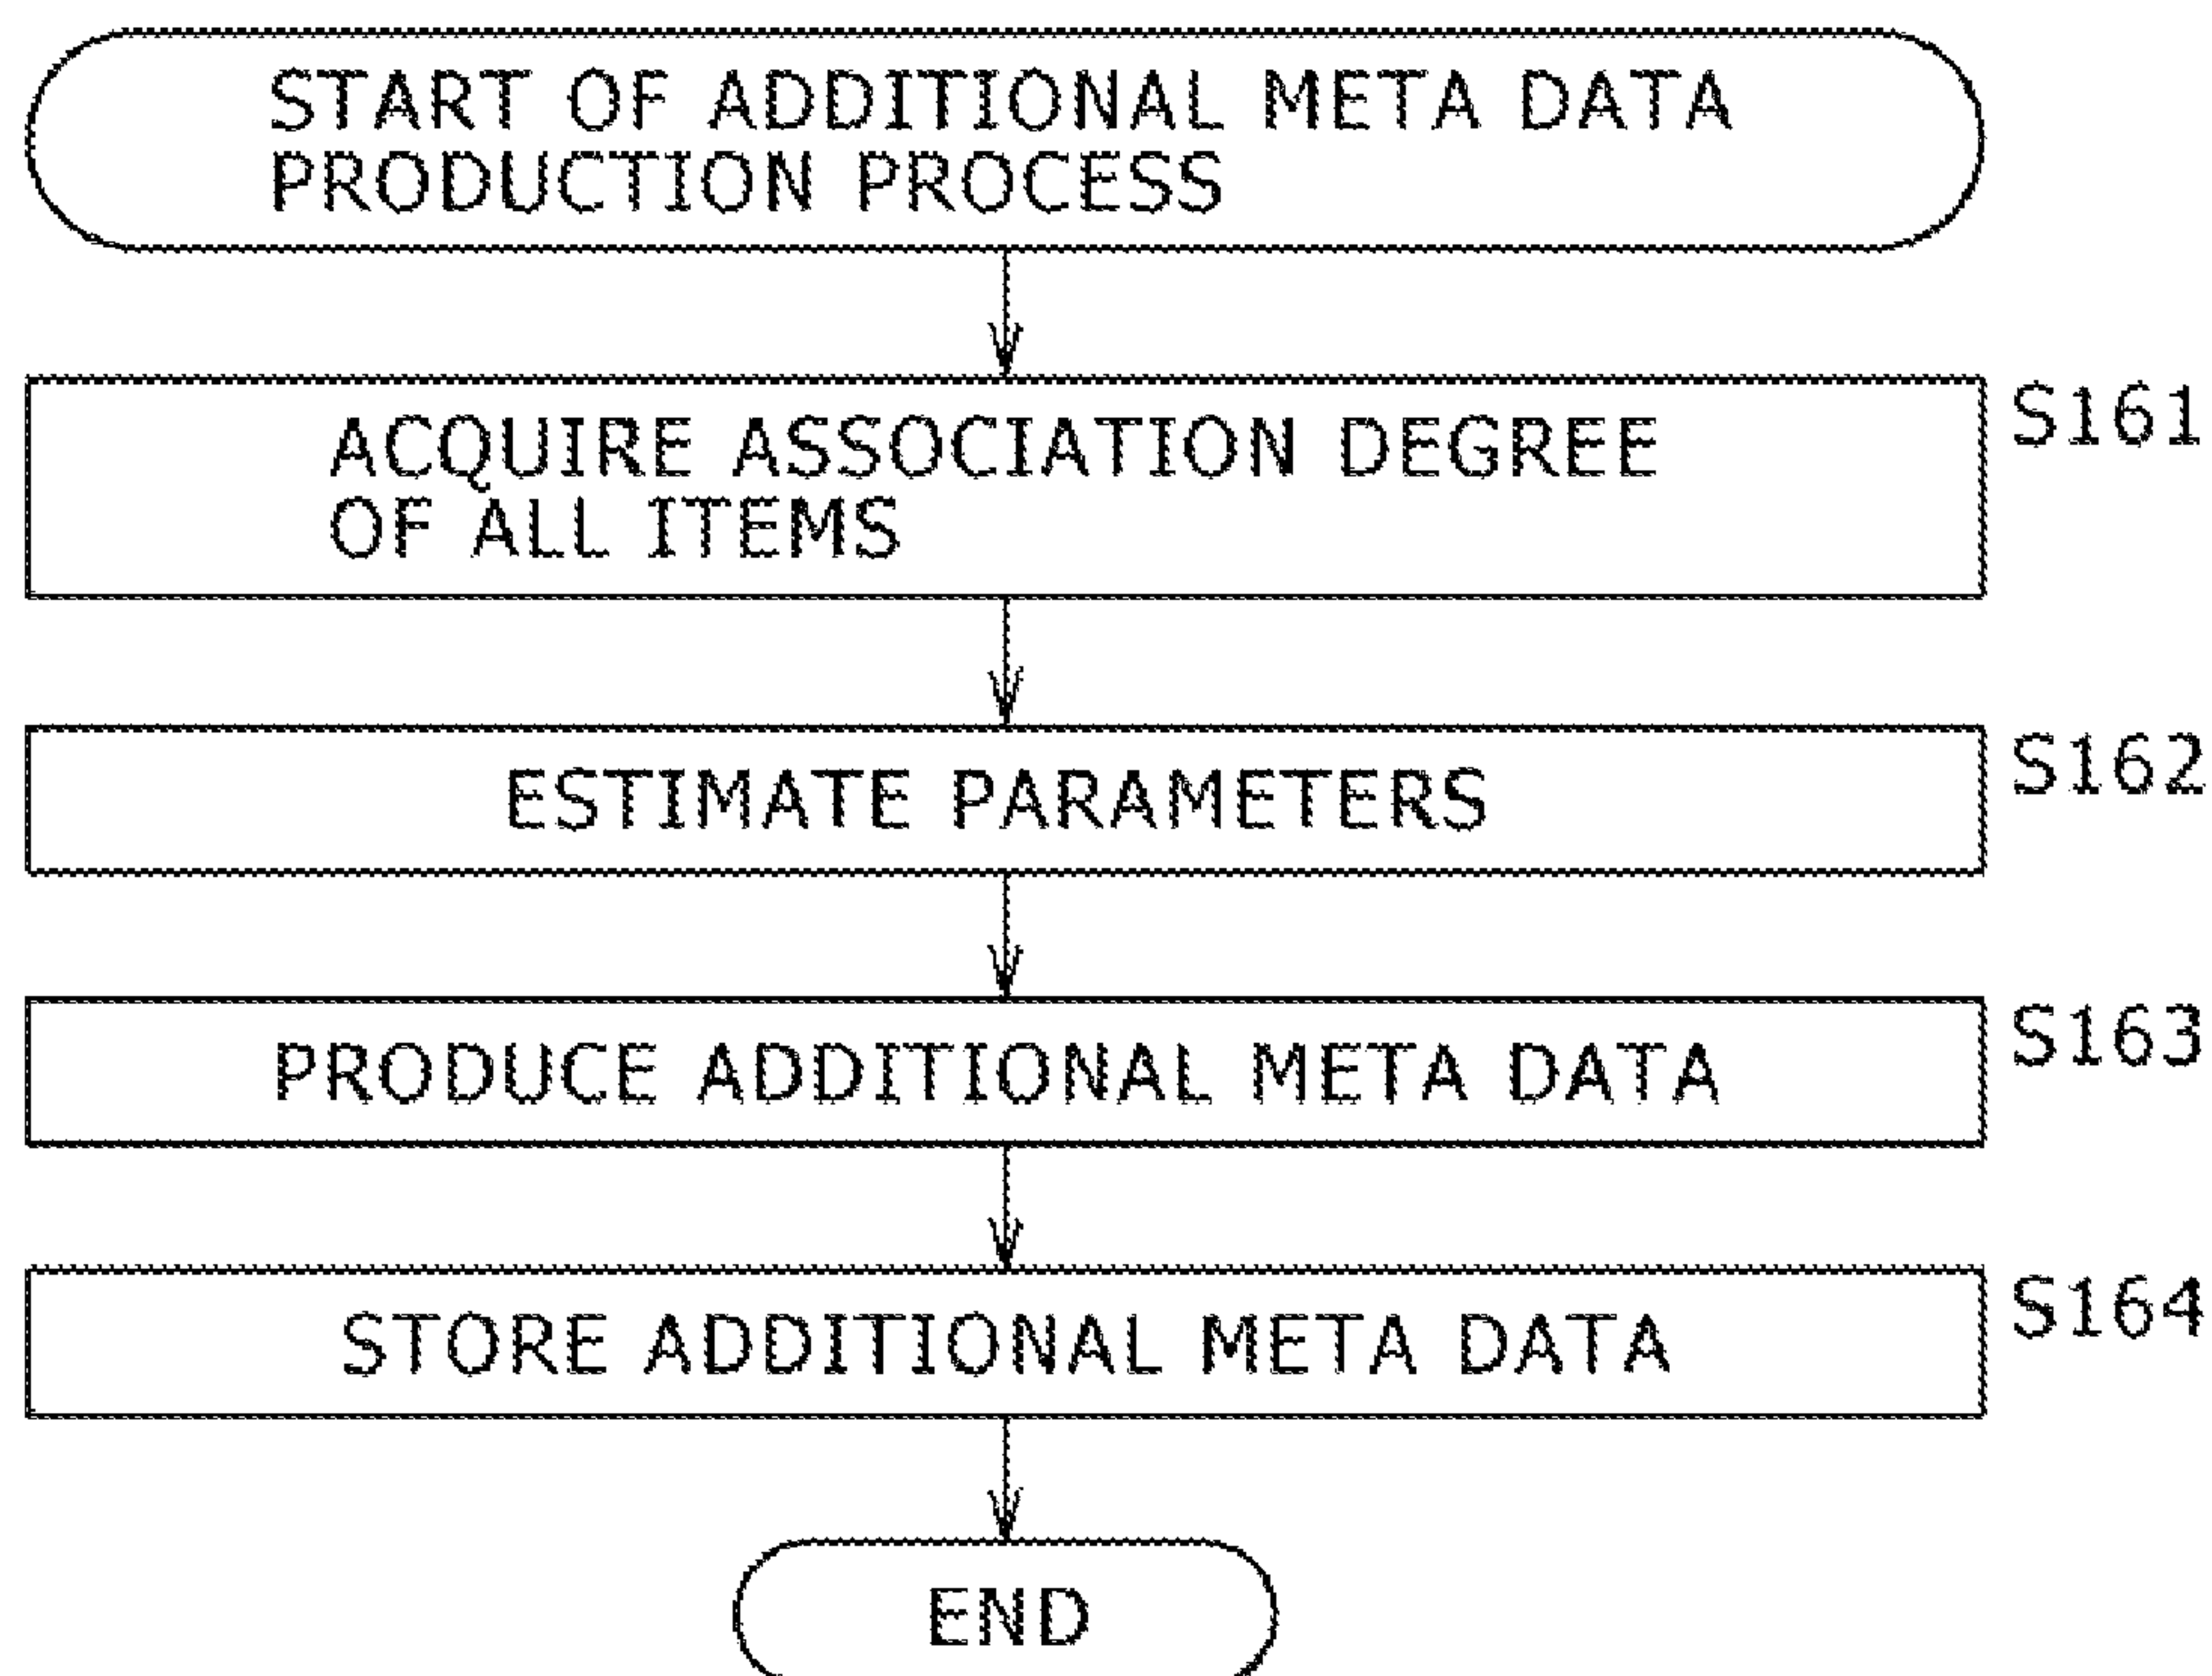 START OF ADDITIONAL META DATA
PRODUCTION PROCESS
ACQUIRE ASSOCIATION DEGREE
OF ALL ITEMS
S161
ESTIMATE PARAMETERS
S162
PRODUCE ADDITIONAL META DATA
S163
STORE ADDITIONAL META DATA
S164
END